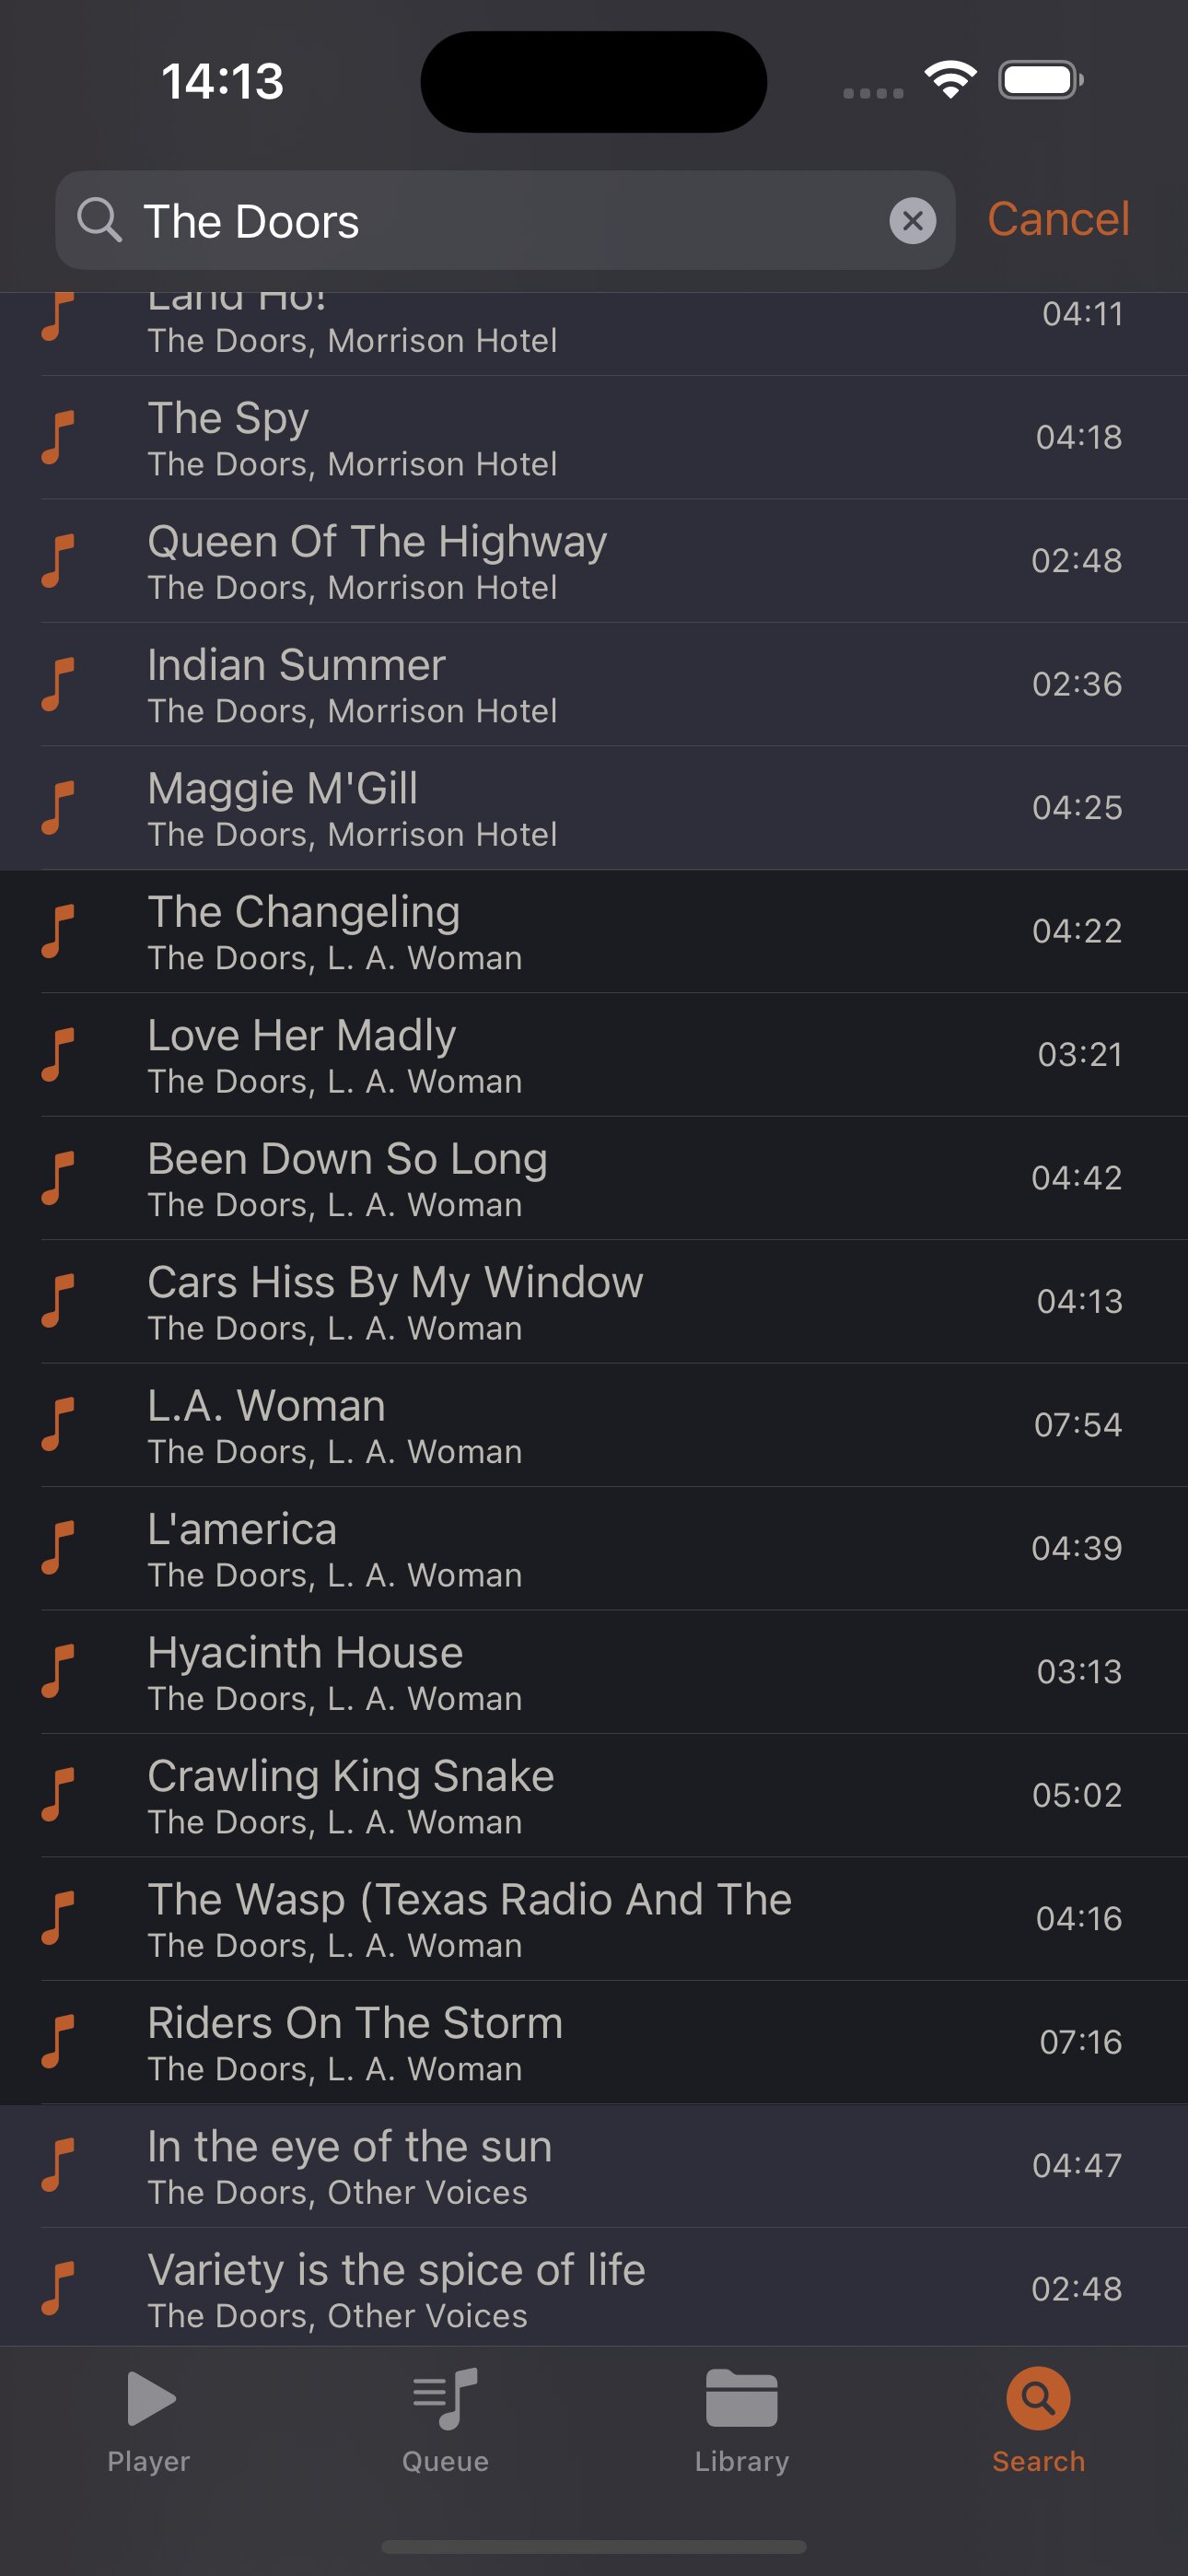 14:13
The Doors
Cancel
Land Ho!
04:11
The Doors, Morrison Hotel
The Spy
04:18
The Doors, Morrison Hotel
Queen Of The Highway
02:48
The Doors, Morrison Hotel
Indian Summer
02:36
The Doors, Morrison Hotel
Maggie M'Gill
04:25
The Doors, Morrison Hotel
The Changeling
04:22
The Doors, L. A. Woman
Love Her Madly
03:21
The Doors, L. A. Woman
Been Down So Long
04:42
The Doors, L. A. Woman
Cars Hiss By My Window
04:13
The Doors, L. A. Woman
L.A. Woman
07:54
The Doors, L. A. Woman
L'america
04:39
The Doors, L. A. Woman
Hyacinth House
03:13
The Doors, L. A. Woman
Crawling King Snake
05:02
The Doors, L. A. Woman
The Wasp (Texas Radio And The
04:16
The Doors, L. A. Woman
Riders On The Storm
07:16
The Doors, L. A. Woman
In the eye of the sun
04:47
The Doors, Other Voices
Variety is the spice of life
02:48
The Doors, Other Voices
Player
Queue
Library
Search